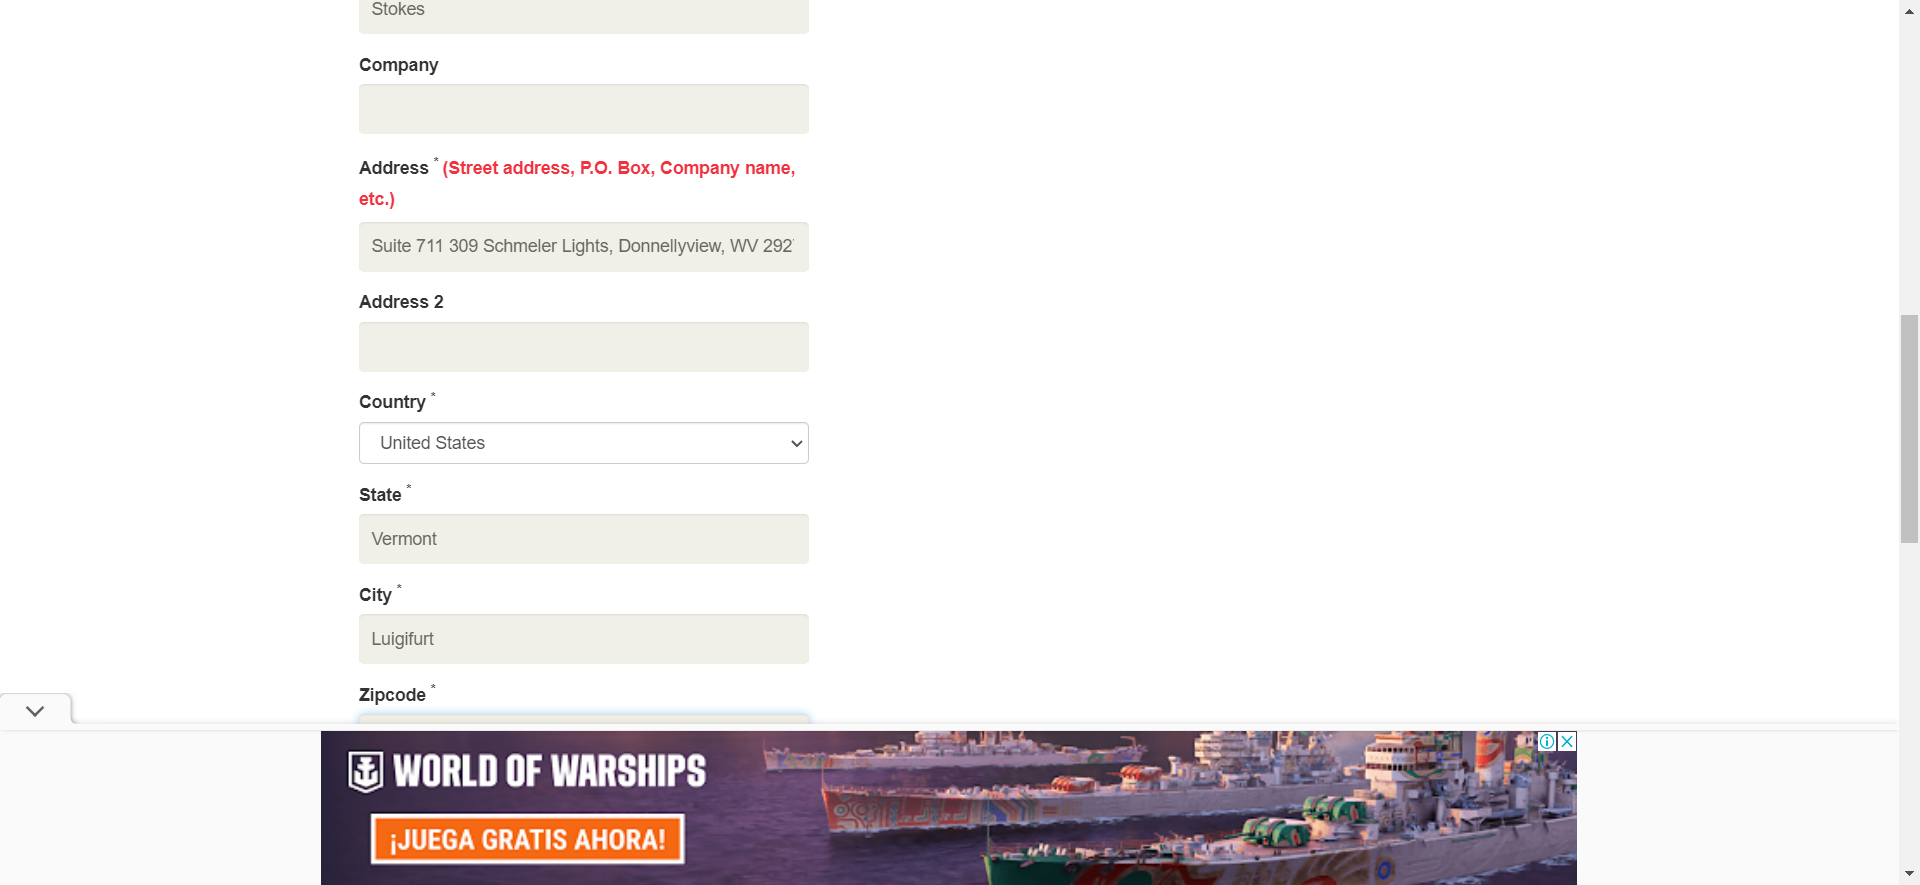 Stokes
Company
Address *(Street address, P.O. Box, Company name,
etc.)
Suite 711 309 Schmeler Lights, Donnellyview, WV 292
Address 2
Country *
United States
State *
Vermont
City *
Luigifurt
Zipcode *
WORLD OF WARSHIPS
¡JUEGA GRATIS AHORA!